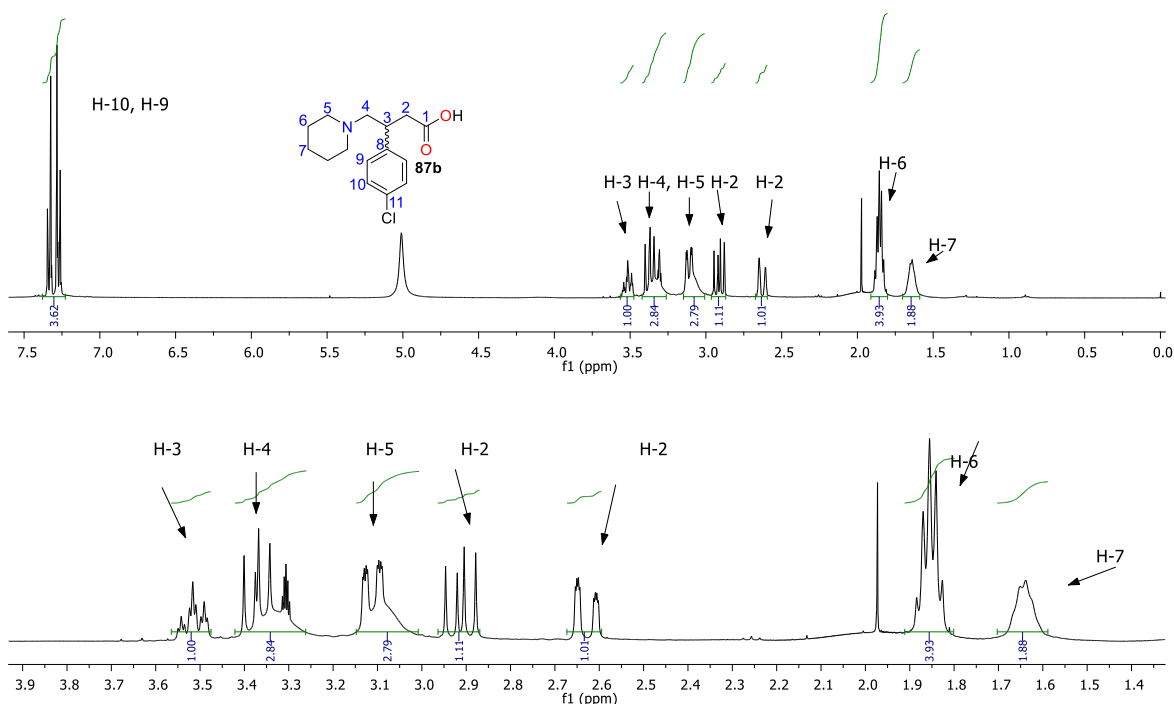 H-10, H-9
5
4
2
1
OH
6
3
N
O
7
8
9
87b
10
11
Cl
H-3 H-4, H-5 H-2 H-2
H-6
H-7
3.62
1.00
2.84
2.79
1.11
1.01
3.93
1.88
7.5 7.0 6.5 6.0 5.5 5.0 4.5 4.0 3.5 3.0 2.5 2.0 1.5 1.0 0.5 0.0
f1 (ppm)
H-3 H-4 H-5 H-2 H-2
H-6
H-7
1.00
2.84
2.79
1.11
1.01
3.93
1.88
3.9 3.8 3.7 3.6 3.5 3.4 3.3 3.2 3.1 3.0 2.9 2.8 2.7 2.6 2.5 2.4 2.3 2.2 2.1 2.0 1.9 1.8 1.7 1.6 1.5 1.4
f1 (ppm)